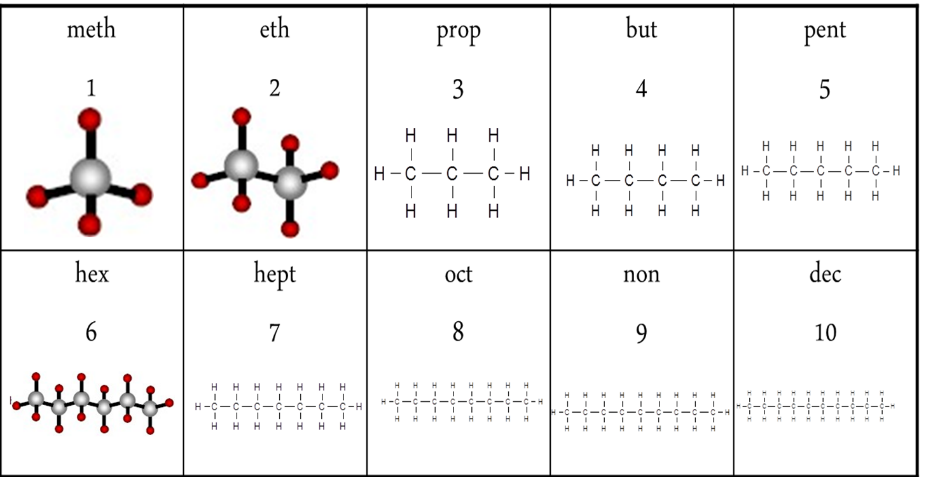 meth
1
eth
2
prop
3
H H H
H C C C H
H H H
but
4
H H H H
H C C C C H
H H H H
pent
5
H H H H H
H C C C C C H
H H H H H
hex
6
hept
7
H H H H H H H
H C C C C C C C H
H H H H H H H
oct
8
H H H H H H H H
H C C C C C C C C H
H H H H H H H H
non
9
H H H H H H H H H
H C C C C C C C C C H
H H H H H H H H H
dec
10
H H H H H H H H H H
H C C C C C C C C C C H
H H H H H H H H H H